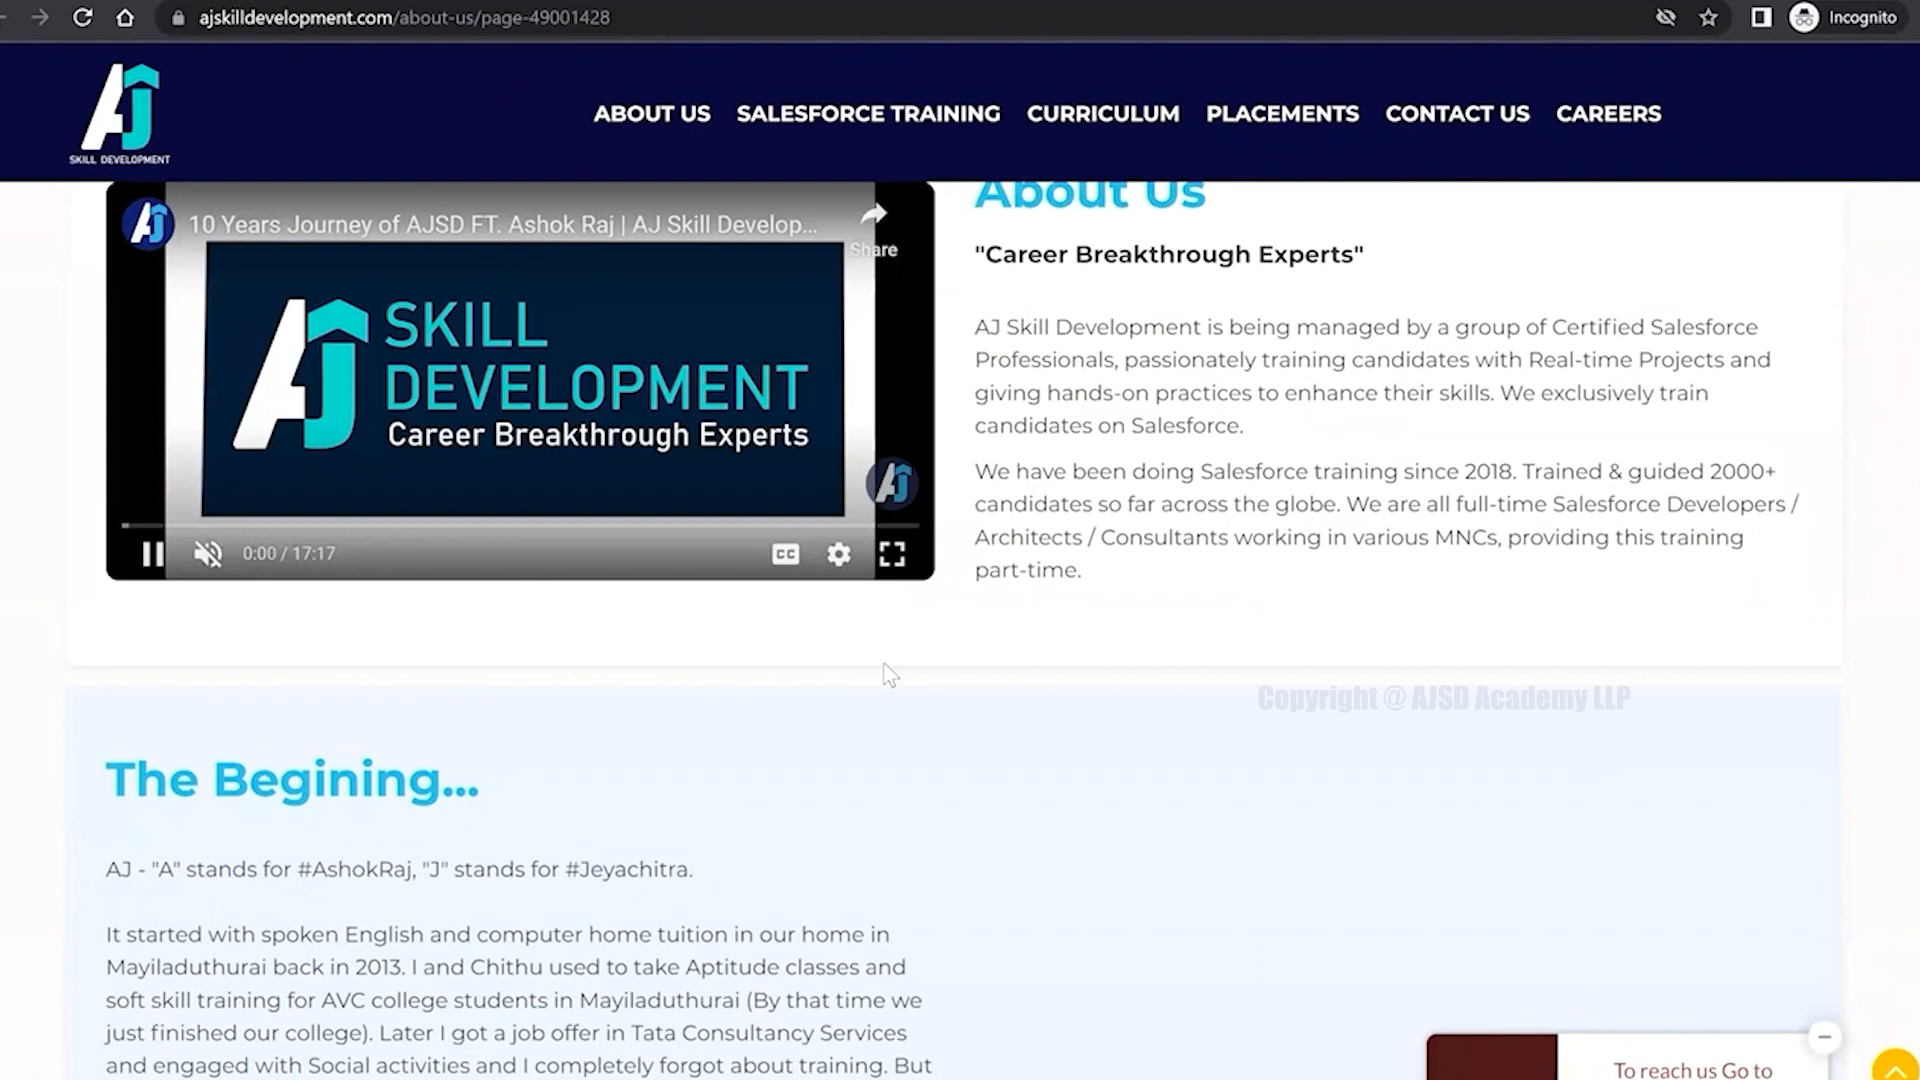 ajskilldevelopment.com/about-us/page-49001428
Incognito
AJ
SKILL DEVELOPMENT
ABOUT US
SALESFORCE TRAINING
CURRICULUM
PLACEMENTS
CONTACT US
CAREERS
AJ
10 Years Journey of AJSD FT. Ashok Raj | AJ Skill Develop...
Share
AJ
SKILL
DEVELOPMENT
Career Breakthrough Experts
AJ
0:00 / 17:17
CC
About Us
"Career Breakthrough Experts"
AJ Skill Development is being managed by a group of Certified Salesforce
Professionals, passionately training candidates with Real-time Projects and
giving hands-on practices to enhance their skills. We exclusively train
candidates on Salesforce.
We have been doing Salesforce training since 2018. Trained & guided 2000+
candidates so far across the globe. We are all full-time Salesforce Developers /
Architects / Consultants working in various MNCs, providing this training
part-time.
Copyright @ AJSD Academy LLP
The Begining...
AJ - "A" stands for #AshokRaj, "J" stands for #Jeyachitra.
It started with spoken English and computer home tuition in our home in
Mayiladuthurai back in 2013. I and Chithu used to take Aptitude classes and
soft skill training for AVC college students in Mayiladuthurai (By that time we
just finished our college). Later I got a job offer in Tata Consultancy Services
and engaged with Social activities and I completely forgot about training. But
To reach us Go to